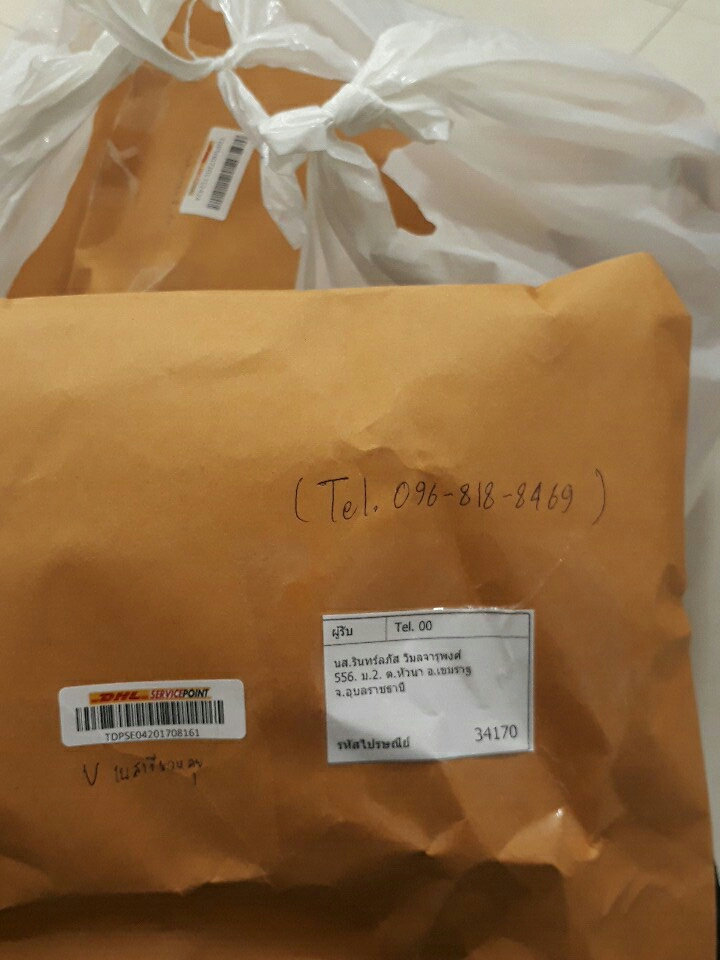 (Tel. 096-818-8469)
ผู้รับ Tel. 00
นส.รินทร์ลภัส วิมลจารุพงศ์
556. ม.2. ต.หัวนา อ.เขมราฐ
จ.อุบลราชธานี
รหัสไปรษณีย์ 34170
DHL SERVICEPOINT
TDPSE04201708161